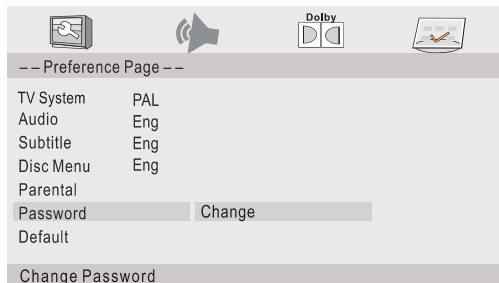 Dolby
– – Preference Page – –
TV System PAL
Audio Eng
Subtitle Eng
Disc Menu Eng
Parental
Password Change
Default
Change Password